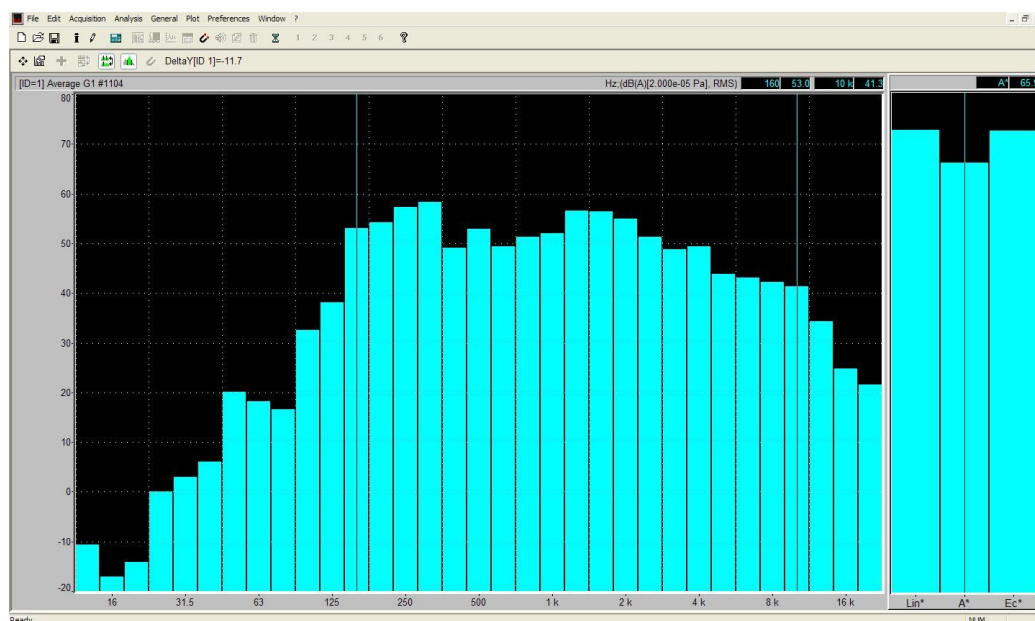 File Edit Acquisition Analysis General Plot Preferences Window ?
1 2 3 4 5 6
DeltaY[ID 1]=-11.7
[ID=1] Average G1 #1104 Hz;(dB(A)[2.000e-05 Pa], RMS) 160 53.0 10 k 41.3 A* 65.
80
70
60
50
40
30
20
10
0
-10
-20
16 31.5 63 125 250 500 1 k 2 k 4 k 8 k 16 k Lin* A* Ec*
Ready NUM